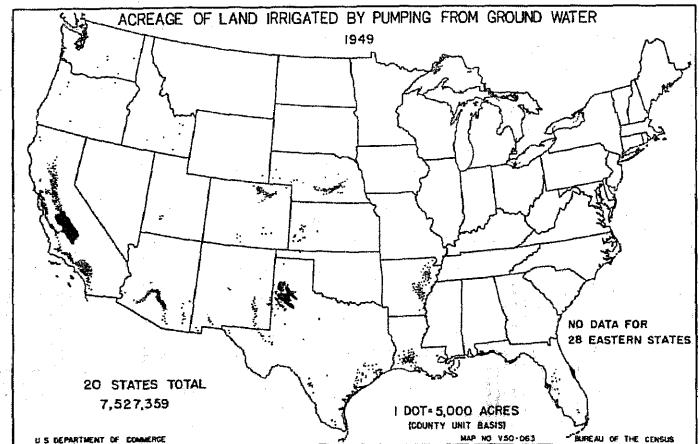 ACREAGE OF LAND IRRIGATED BY PUMPING FROM GROUND WATER
1949
NO DATA FOR
28 EASTERN STATES
20 STATES TOTAL
7,527,359
1 DOT=5,000 ACRES
(COUNTY UNIT BASIS)
U S DEPARTMENT OF COMMERCE
MAP NO V50-063
BUREAU OF THE CENSUS